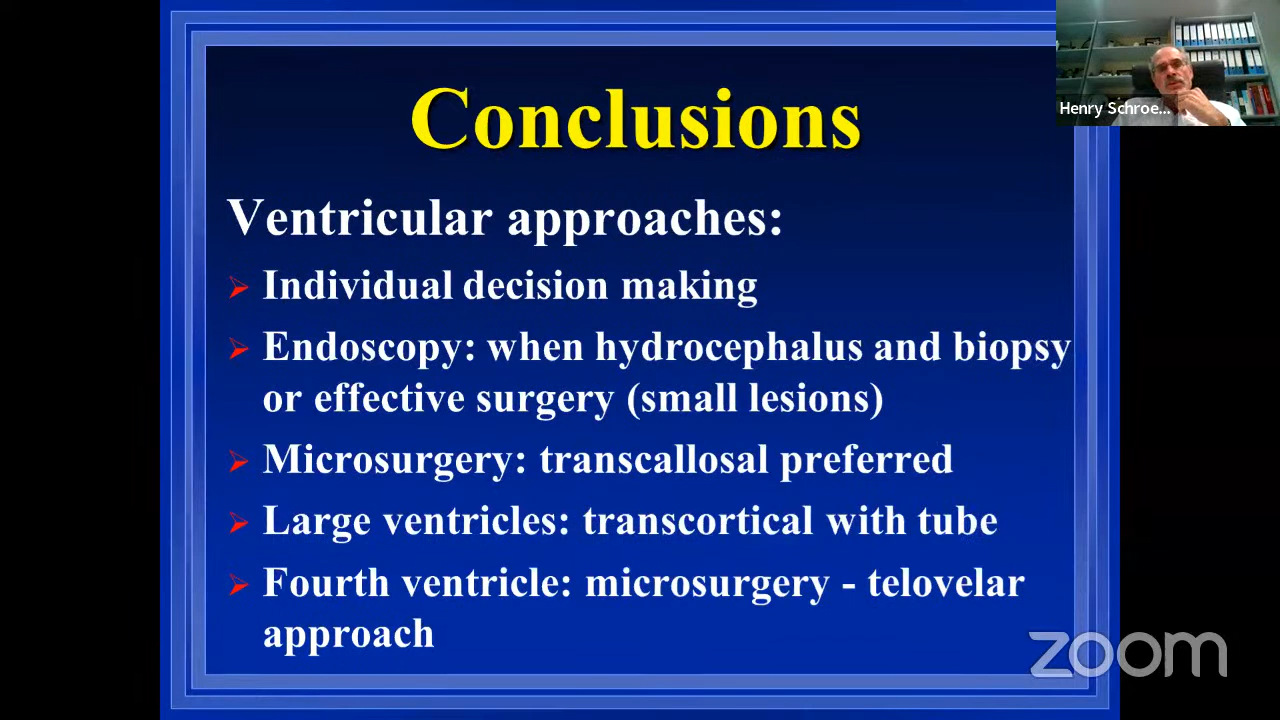 Conclusions
Henry Schroe...
Ventricular approaches:
Individual decision making
Endoscopy: when hydrocephalus and biopsy
or effective surgery (small lesions)
Microsurgery: transcallosal preferred
Large ventricles: transcortical with tube
Fourth ventricle: microsurgery - telovelar
approach
zoom